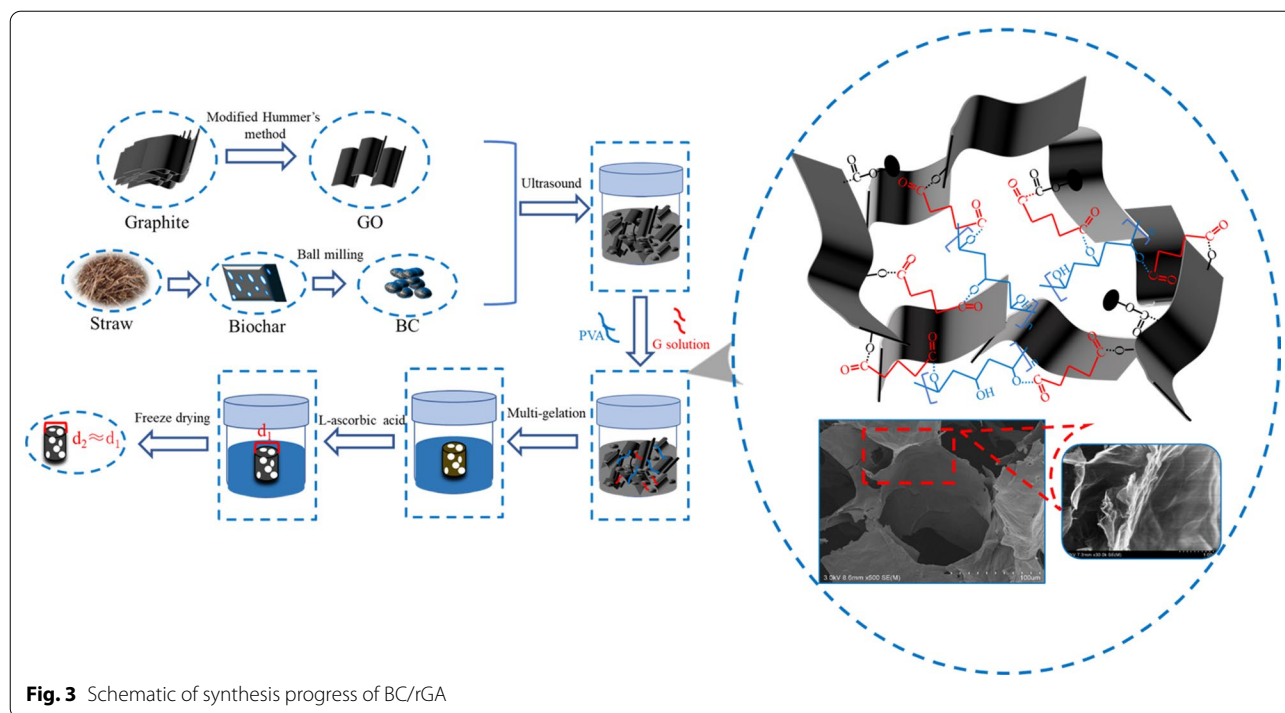 Modified Hummer's
method
Graphite
GO
Ultrasound
Ball milling
Straw
Biochar
BC
PVA
G solution
Freeze drying
L-ascorbic acid
Multi-gelation
d₂≈d₁
d₁
O
C
O
O
C
O
O
C
O
C
O
O
C
O
O
C
O
OH
O
C
O
C
O
O
C
O
C
O
O
C
O
OH
O
C
O
3.0kV 8.6mm x500 SE(M)
100um
Fig. 3 Schematic of synthesis progress of BC/rGA